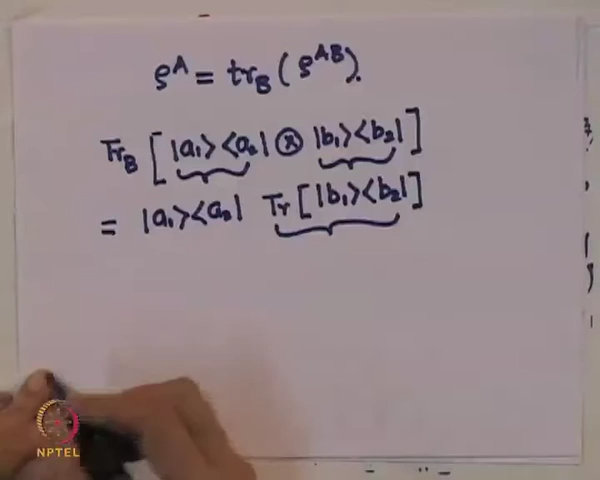 ρ^A = tr_B (ρ^AB).
Tr_B [|a₁><a₂| ⊗ |b₁><b₂|]
= |a₁><a₂| Tr[|b₁><b₂|]
NPTEL